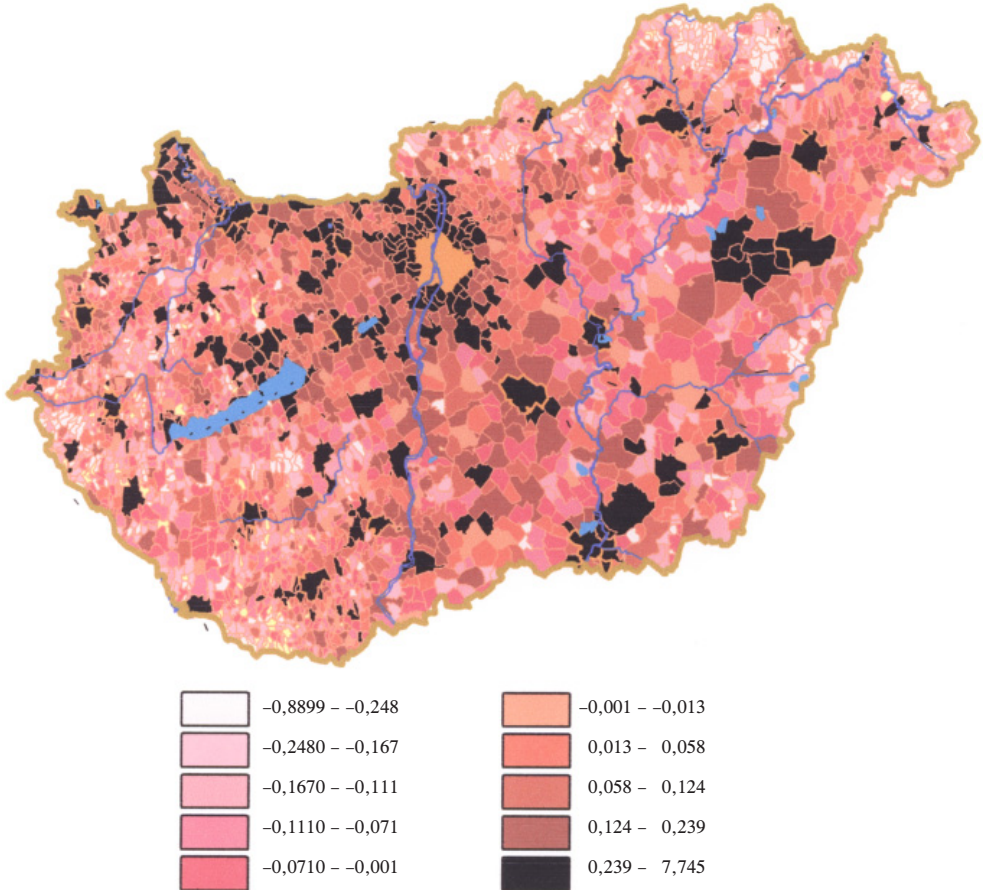 –0,8899 – –0,248
–0,2480 – –0,167
–0,1670 – –0,111
–0,1110 – –0,071
–0,0710 – –0,001
–0,001 – –0,013
0,013 – 0,058
0,058 – 0,124
0,124 – 0,239
0,239 – 7,745